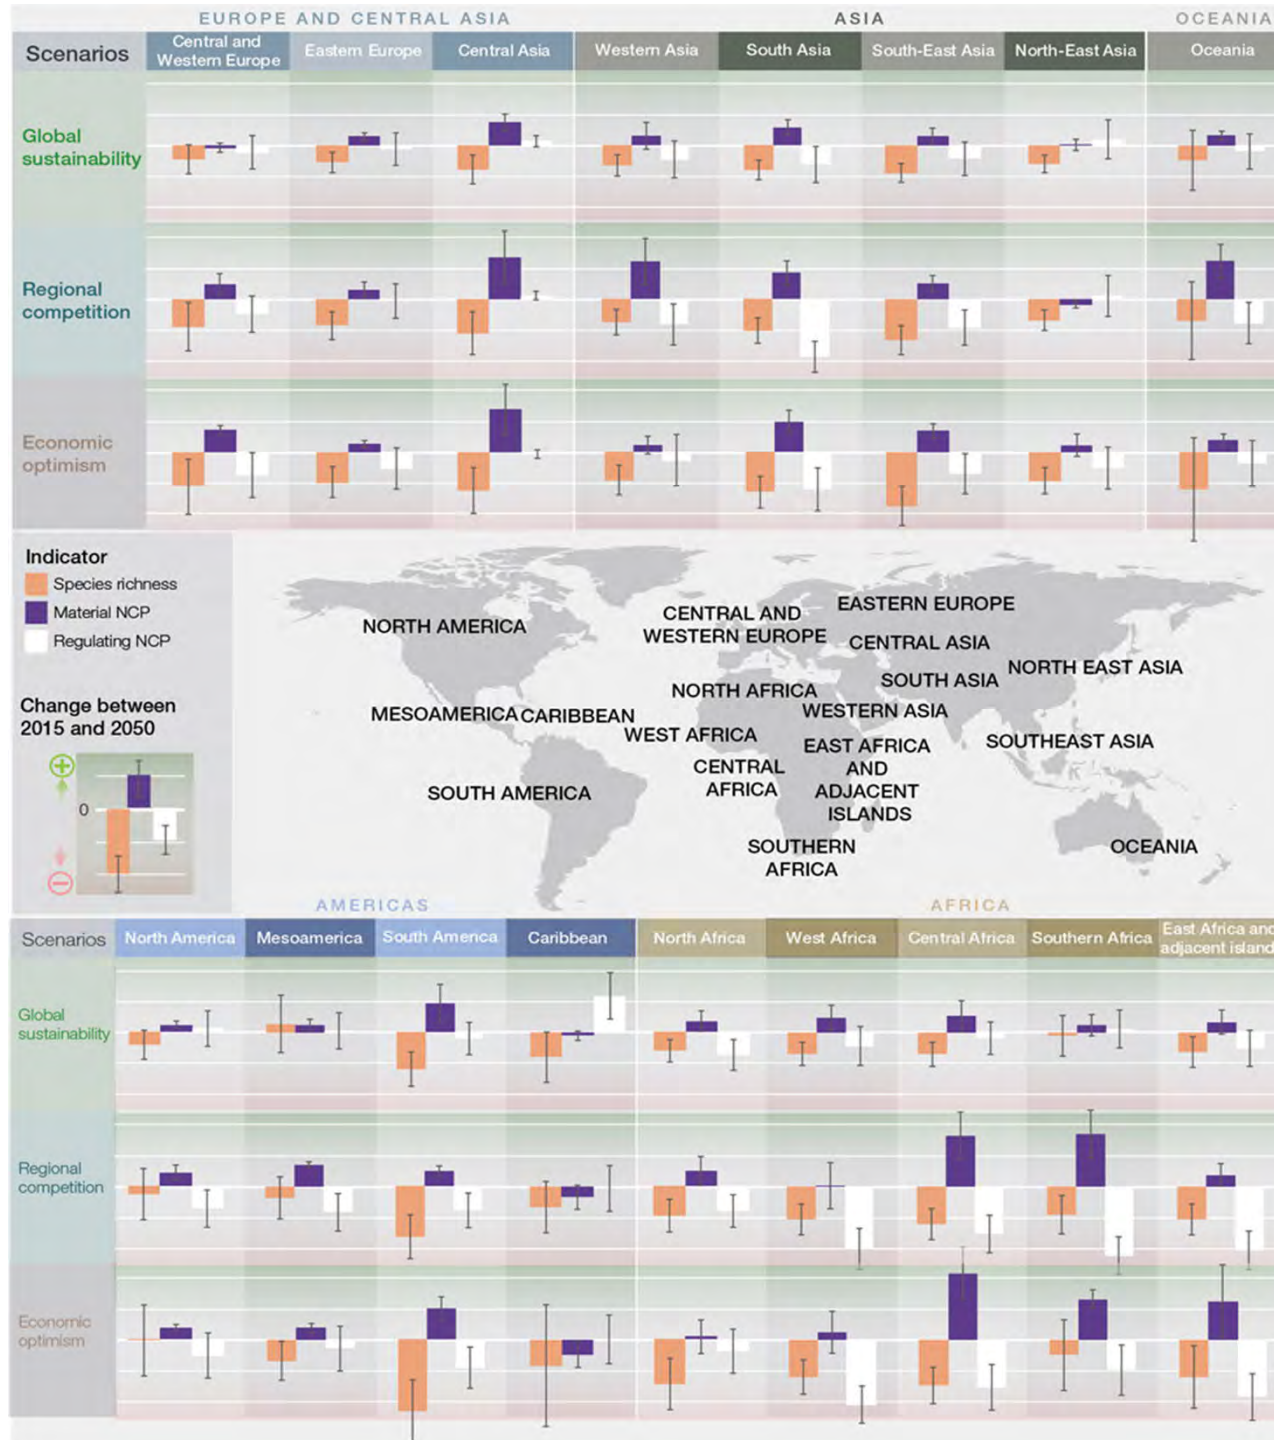 EUROPE AND CENTRAL ASIA
ASIA
OCEANIA
Scenarios
Central and
Western Europe
Eastern Europe
Central Asia
Western Asia
South Asia
South-East Asia
North-East Asia
Oceania
Global
sustainability
Regional
competition
Economic
optimism
Indicator
Species richness
Material NCP
Regulating NCP
Change between
2015 and 2050
+
0
−
NORTH AMERICA
CENTRAL AND
WESTERN EUROPE
EASTERN EUROPE
CENTRAL ASIA
NORTH EAST ASIA
SOUTH ASIA
NORTH AFRICA
WESTERN ASIA
MESOAMERICA
CARIBBEAN
WEST AFRICA
EAST AFRICA
AND
ADJACENT
ISLANDS
SOUTHEAST ASIA
CENTRAL
AFRICA
SOUTH AMERICA
SOUTHERN
AFRICA
OCEANIA
AMERICAS
AFRICA
Scenarios
North America
Mesoamerica
South America
Caribbean
North Africa
West Africa
Central Africa
Southern Africa
East Africa and
adjacent island
Global
sustainability
Regional
competition
Economic
optimism